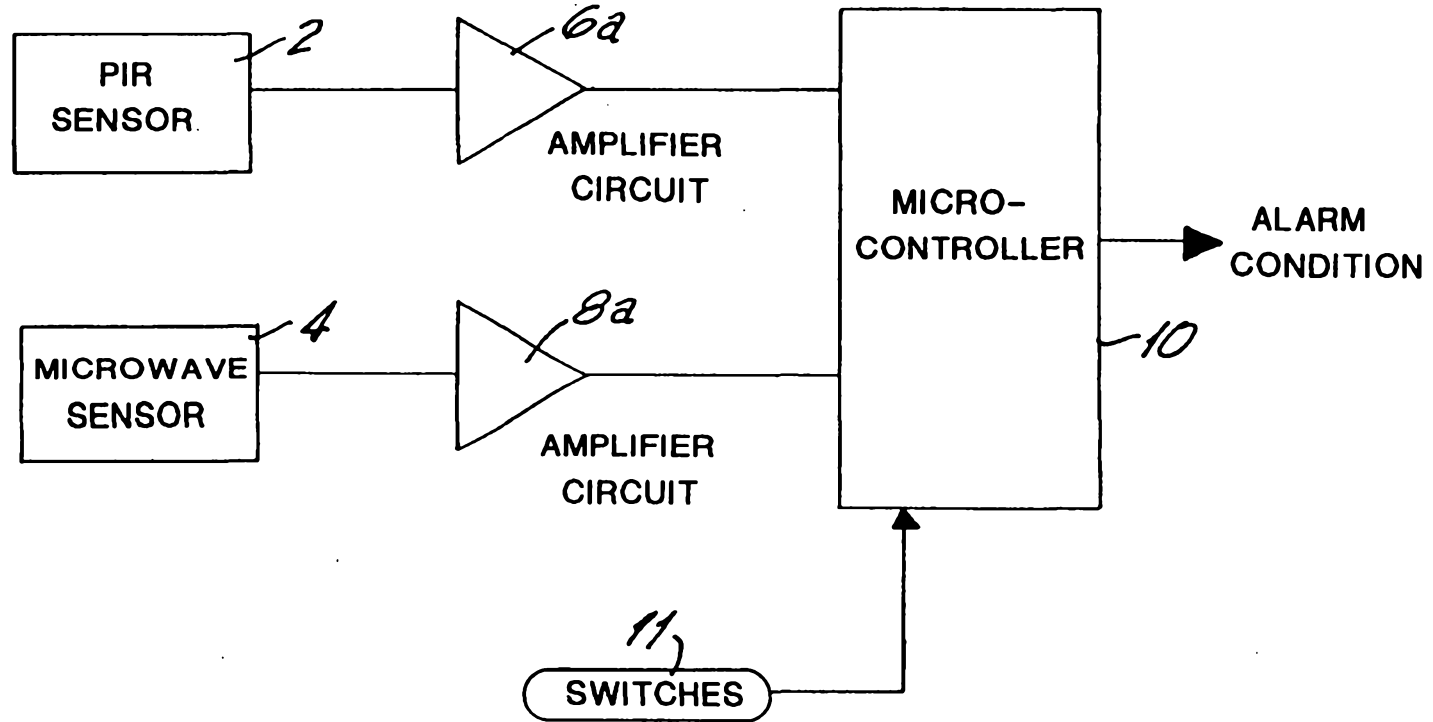 2
PIR
SENSOR
6a
AMPLIFIER
CIRCUIT
MICRO-
CONTROLLER
ALARM
CONDITION
4
MICROWAVE
SENSOR
8a
AMPLIFIER
CIRCUIT
10
11
SWITCHES